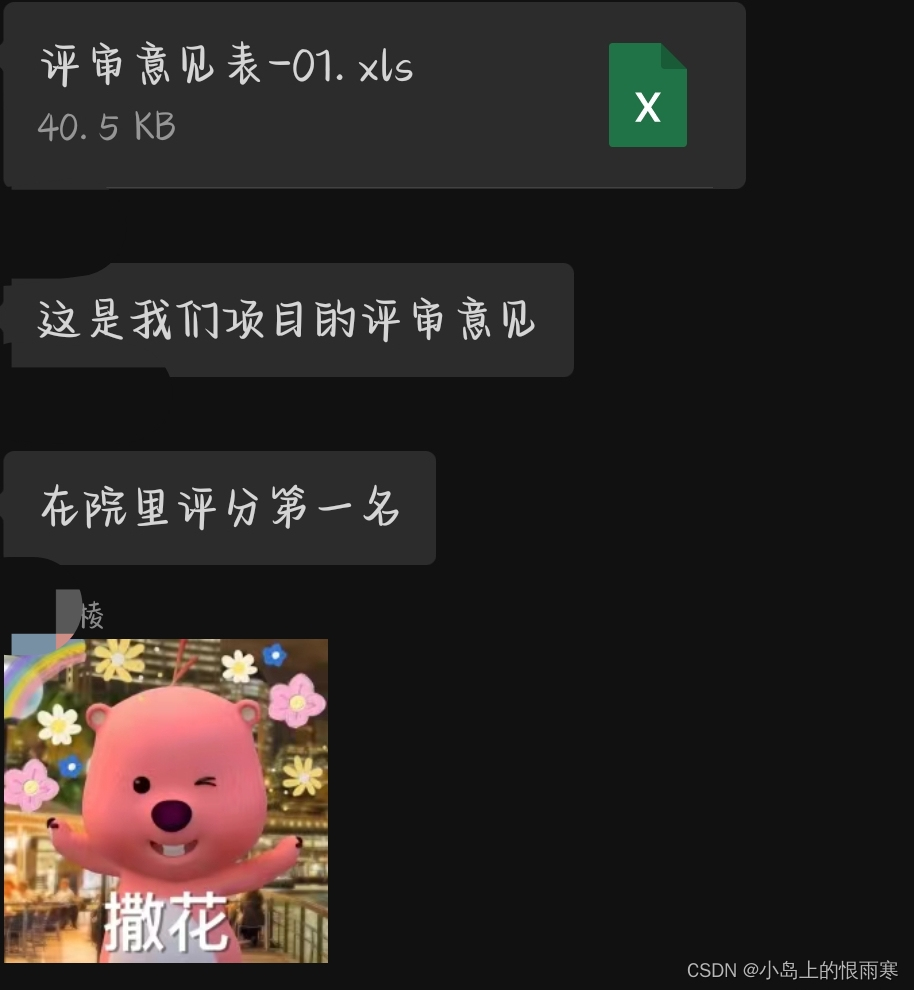 评审意见表-01.xls
40.5 KB
X
这是我们项目的评审意见
在院里评分第一名
棱
撒花
CSDN @小岛上的恨雨寒